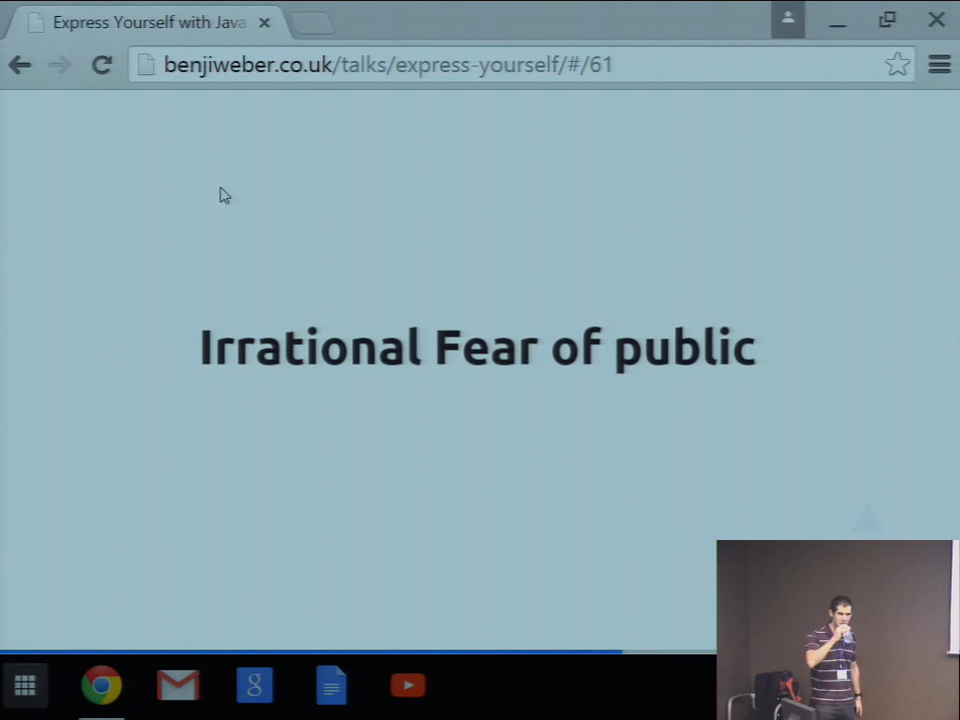 Express Yourself with Java
benjiweber.co.uk/talks/express-yourself/#/61
Irrational Fear of public
g